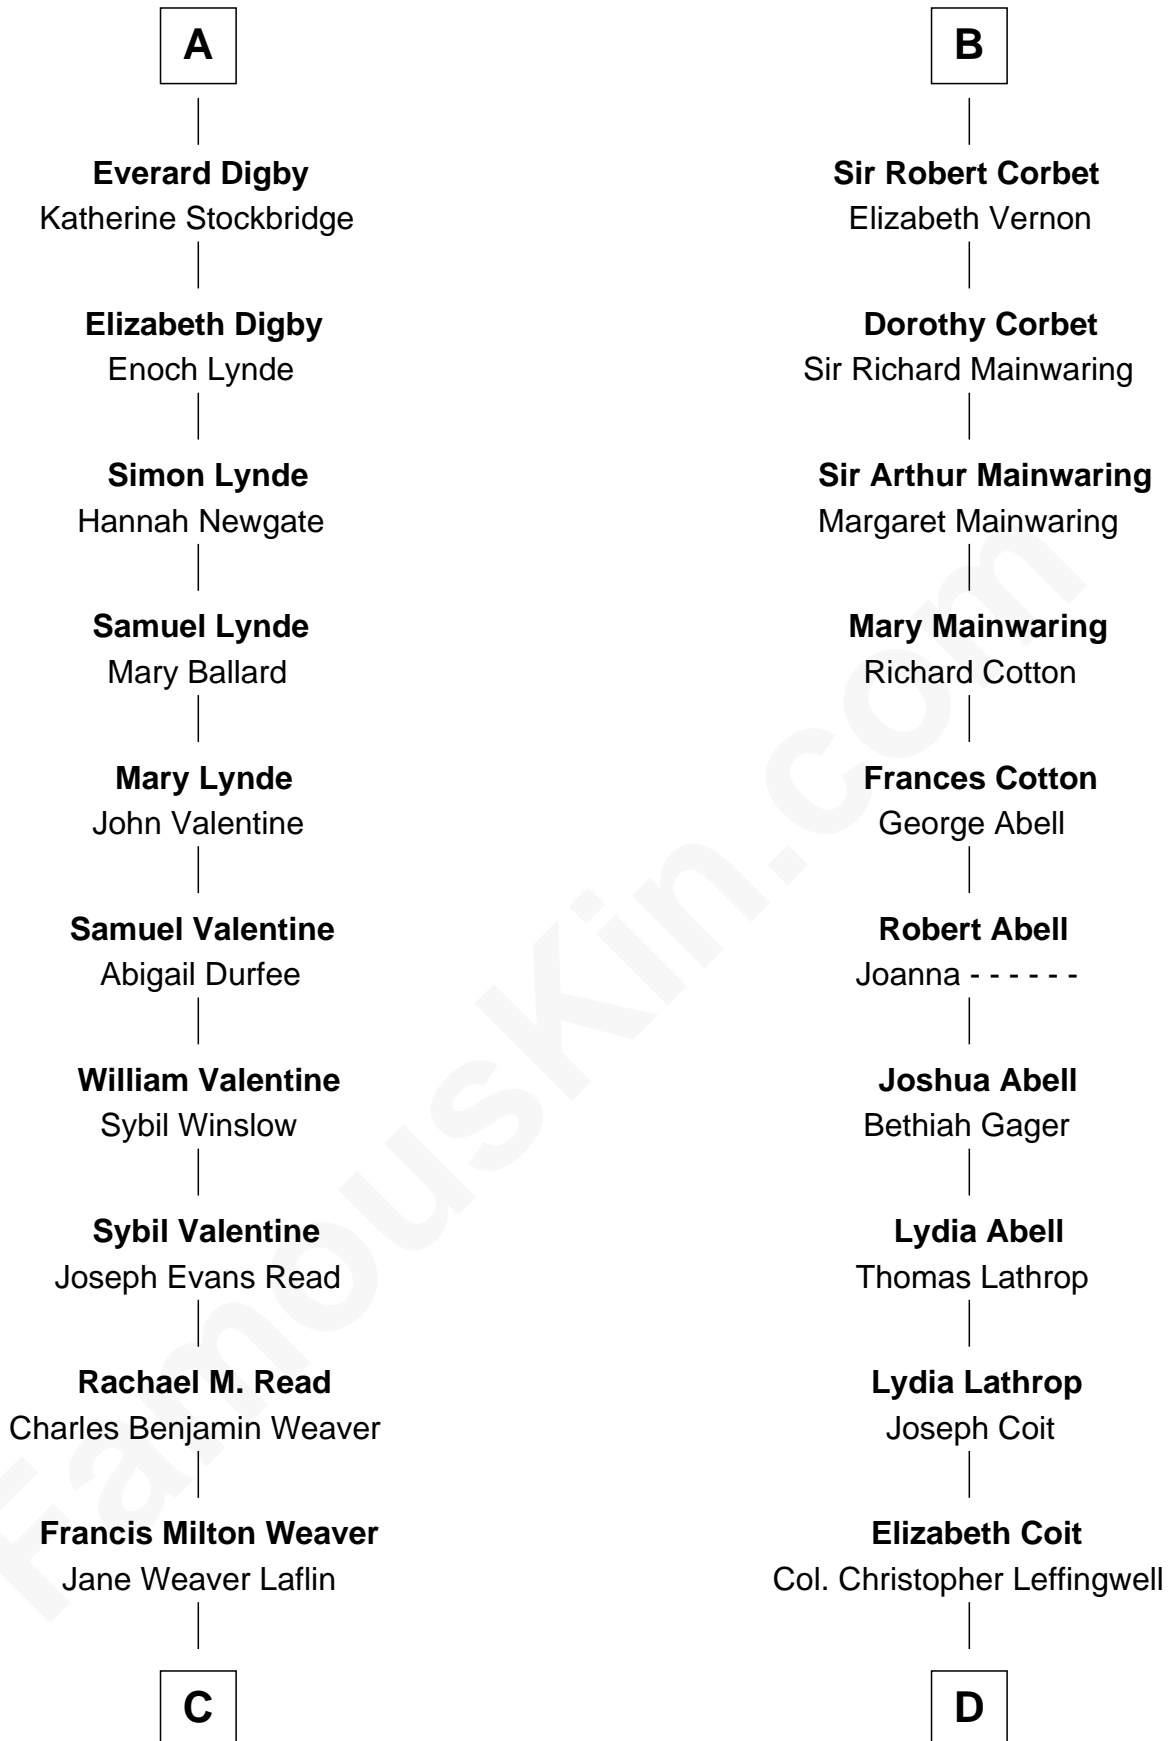 A
Everard Digby
Katherine Stockbridge
Elizabeth Digby
Enoch Lynde
Simon Lynde
Hannah Newgate
Samuel Lynde
Mary Ballard
Mary Lynde
John Valentine
Samuel Valentine
Abigail Durfee
William Valentine
Sybil Winslow
Sybil Valentine
Joseph Evans Read
Rachael M. Read
Charles Benjamin Weaver
Francis Milton Weaver
Jane Weaver Laflin
C
B
Sir Robert Corbet
Elizabeth Vernon
Dorothy Corbet
Sir Richard Mainwaring
Sir Arthur Mainwaring
Margaret Mainwaring
Mary Mainwaring
Richard Cotton
Frances Cotton
George Abell
Robert Abell
Joanna - - - - - -
Joshua Abell
Bethiah Gager
Lydia Abell
Thomas Lathrop
Lydia Lathrop
Joseph Coit
Elizabeth Coit
Col. Christopher Leffingwell
D
FamousKin.com